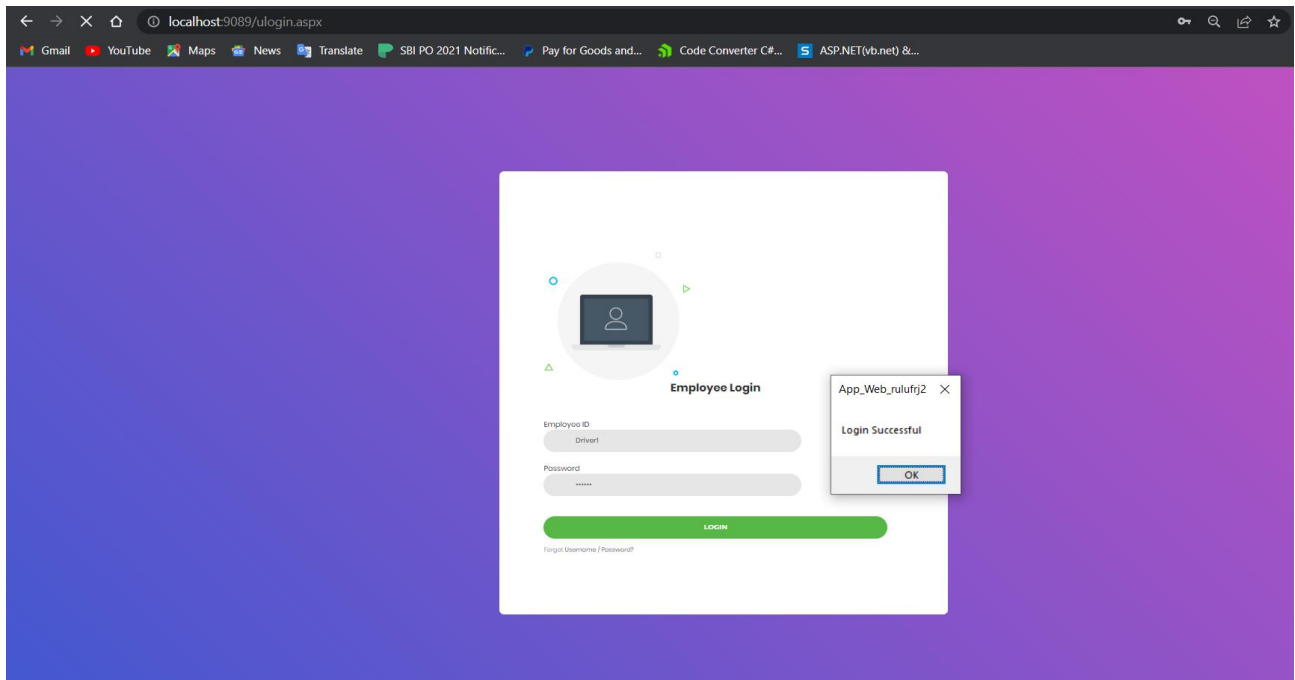 localhost:9089/ulogin.aspx
Gmail YouTube Maps News Translate SBI PO 2021 Notific... Pay for Goods and... Code Converter C#... ASP.NET(vb.net) &...
Employee Login
App_Web_rulufrj2
Login Successful
OK
Employee ID
Driver1
Password
······
LOGIN
Forgot Username / Password?